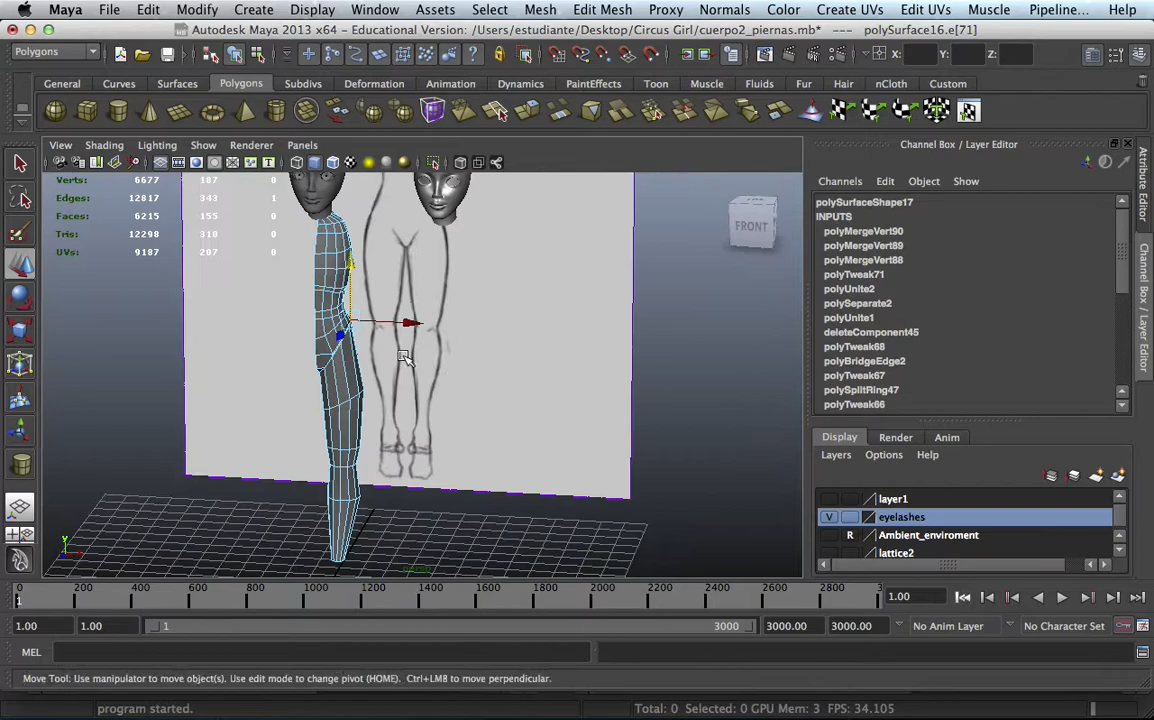 Maya File Edit Modify Create Display Window Assets Select Mesh Edit Mesh Proxy Normals Color Create UVs Edit UVs Muscle Pipeline... Help
Autodesk Maya 2013 x64 - Educational Version: /Users/estudiante/Desktop/Circus Girl/cuerpo2_piernas.mb* --- polySurface16.e[71]
Polygons X: Y: Z:
General Curves Surfaces Polygons Subdivs Deformation Animation Dynamics PaintEffects Toon Muscle Fluids Fur Hair nCloth Custom
View Shading Lighting Show Renderer Panels
Channel Box / Layer Editor
Channels Edit Object Show
Verts: 6677 187 0
Edges: 12817 343 1
Faces: 6215 155 0
Tris: 12298 310 0
UVs: 9187 207 0
FRONT
polySurfaceShape17
INPUTS
polyMergeVert90
polyMergeVert89
polyMergeVert88
polyTweak71
polyUnite2
polySeparate2
polyUnite1
deleteComponent45
polyTweak68
polyBridgeEdge2
polyTweak67
polySplitRing47
polyTweak66
Attribute Editor
Channel Box / Layer Editor
Display Render Anim
Layers Options Help
layer1
V eyelashes
R Ambient_enviroment
lattice2
persp
y
0 200 400 600 800 1000 1200 1400 1600 1800 2000 2200 2400 2600 2800 3
1 1.00
1.00 1.00 1 3000 3000.00 3000.00 No Anim Layer No Character Set
MEL
Move Tool: Use manipulator to move object(s). Use edit mode to change pivot (HOME). Ctrl+LMB to move perpendicular.
program started. Total: 0 Selected: 0 GPU Mem: 3 FPS: 34.105